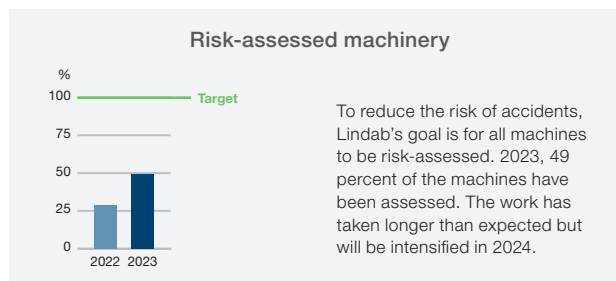 Risk-assessed machinery
%
100
Target
75
50
25
0
2022 2023
To reduce the risk of accidents,
Lindab's goal is for all machines
to be risk-assessed. 2023, 49
percent of the machines have
been assessed. The work has
taken longer than expected but
will be intensified in 2024.